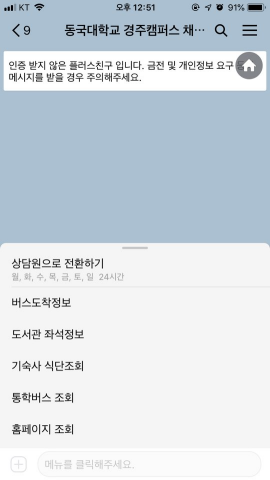 KT 오후 12:51 91%
9 동국대학교 경주캠퍼스 채…
인증 받지 않은 플러스친구 입니다. 금전 및 개인정보 요구
메시지를 받을 경우 주의해주세요.
상담원으로 전환하기
월, 화, 수, 목, 금, 토, 일 24시간
버스도착정보
도서관 좌석정보
기숙사 식단조회
통학버스 조회
홈페이지 조회
메뉴를 클릭해주세요.